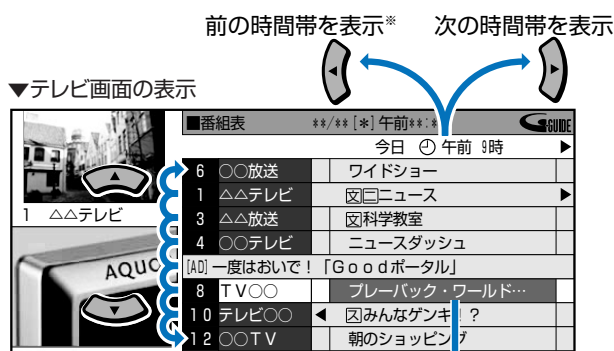 前の時間帯を表示※ 次の時間帯を表示
▼テレビ画面の表示
■番組表 **/**[*]午前**:* GGUIDE
今日 午前 9時 ▶
6 ○○放送 ワイドショー
1 △△テレビ 文二ニュース ▶
3 △△放送 文科学教室
4 ○○テレビ ニュースダッシュ
1 △△テレビ
[AD]一度はおいで!「Goodポータル」
AQUO
8 TV○○ プレーバック・ワールド…
10 テレビ○○ ◀ 又みんなゲンキ!?
12 ○○TV 朝のショッピング